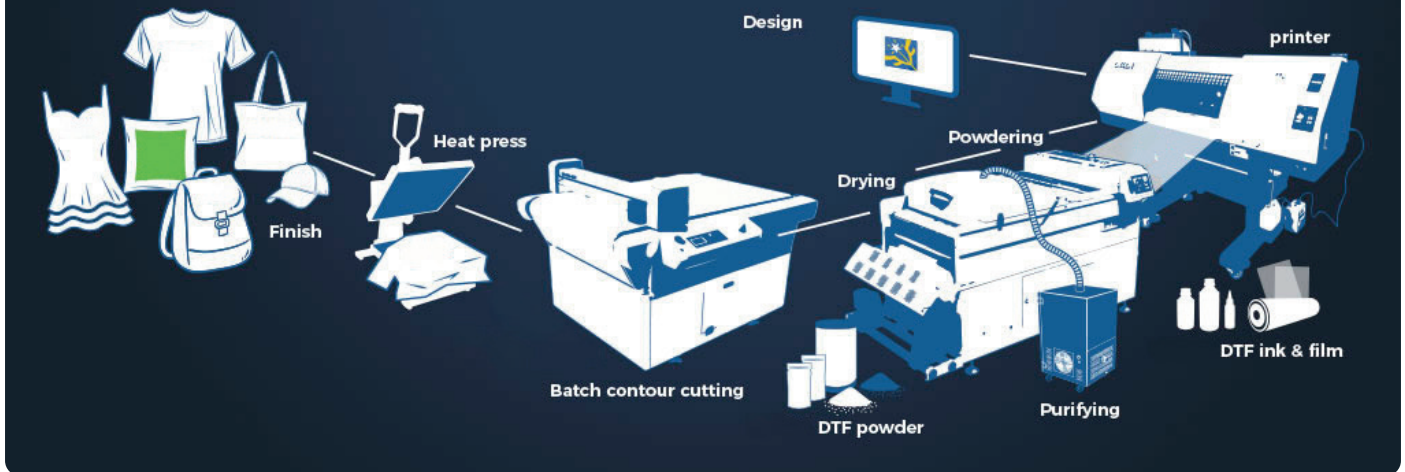 Design
printer
Powdering
Heat press
Drying
Finish
DTF ink & film
Batch contour cutting
Purifying
DTF powder